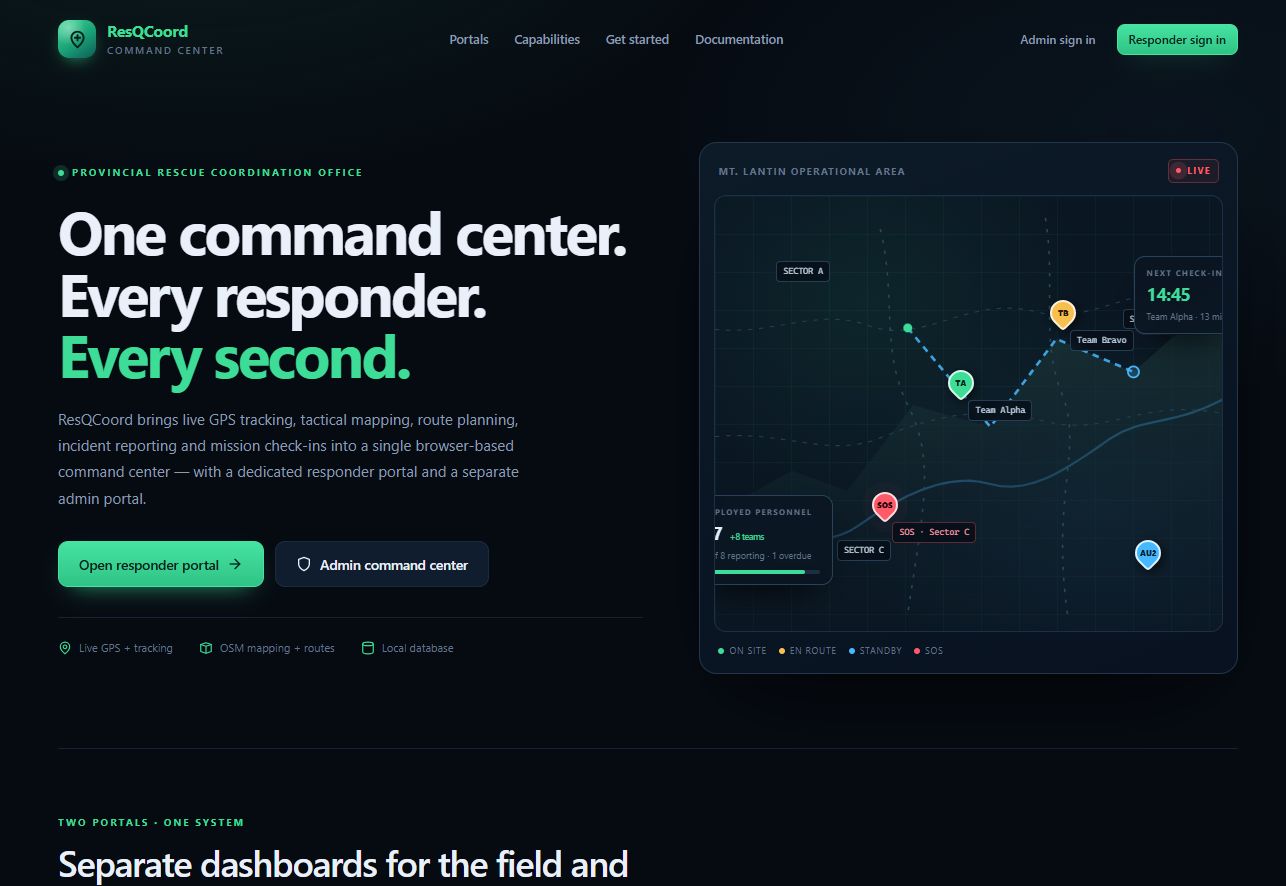 ResQCoord
COMMAND CENTER
Portals
Capabilities
Get started
Documentation
Admin sign in
Responder sign in
PROVINCIAL RESCUE COORDINATION OFFICE
One command center.
Every responder.
Every second.
ResQCoord brings live GPS tracking, tactical mapping, route planning,
incident reporting and mission check-ins into a single browser-based
command center — with a dedicated responder portal and a separate
admin portal.
Open responder portal
Admin command center
Live GPS + tracking
OSM mapping + routes
Local database
MT. LANTIN OPERATIONAL AREA
LIVE
SECTOR A
NEXT CHECK-IN
14:45
Team Alpha · 13 mi
S
TB
Team Bravo
TA
Team Alpha
SOS
SOS · Sector C
PLOYED PERSONNEL
7 +8 teams
f 8 reporting · 1 overdue
SECTOR C
AU2
ON SITE
EN ROUTE
STANDBY
SOS
TWO PORTALS · ONE SYSTEM
Separate dashboards for the field and